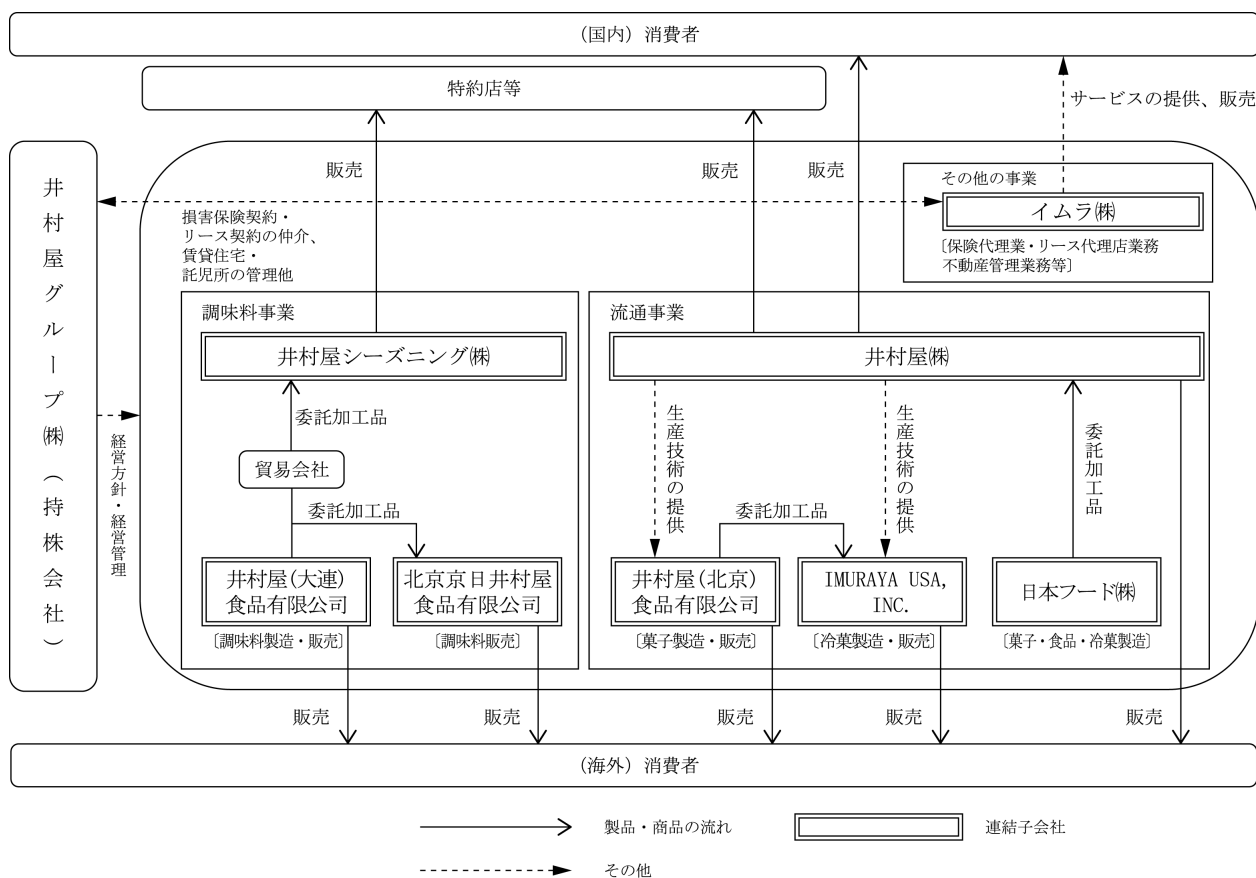 (国内) 消費者
特約店等
サービスの提供、販売
井村屋グループ㈱(持株会社)
販売
販売
販売
その他の事業
イムラ㈱
〔保険代理業・リース代理店業務
不動産管理業務等〕
損害保険契約・
リース契約の仲介、
賃貸住宅・
託児所の管理他
経営方針・経営管理
調味料事業
井村屋シーズニング㈱
委託加工品
貿易会社
委託加工品
井村屋(大連)
食品有限公司
〔調味料製造・販売〕
北京京日井村屋
食品有限公司
〔調味料販売〕
流通事業
井村屋㈱
生産技術の提供
生産技術の提供
委託加工品
委託加工品
井村屋(北京)
食品有限公司
〔菓子製造・販売〕
IMURAYA USA,
INC.
〔冷菓製造・販売〕
日本フード㈱
〔菓子・食品・冷菓製造〕
販売
販売
販売
販売
販売
(海外) 消費者
製品・商品の流れ
連結子会社
その他